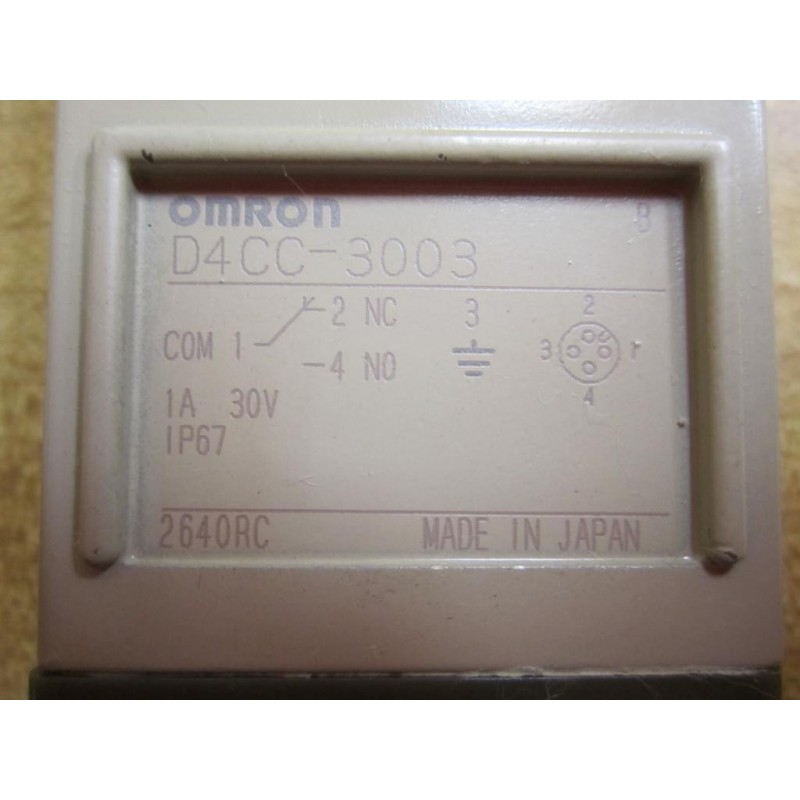 OMRON
B
D4CC-3003
2 NC
3
2
COM 1
4 NO
3
1
4
1A 30V
IP67
2640RC
MADE IN JAPAN